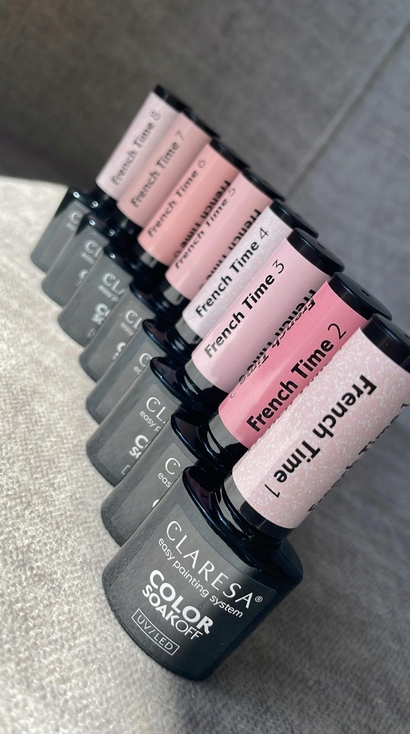 French Time 8
French Time 7
French Time 6
French Time 5
French Time 4
French Time 3
French Time 2
French Time 1
CLARESA®
easy painting system
COLOR
SOAKOFF
UV/LED